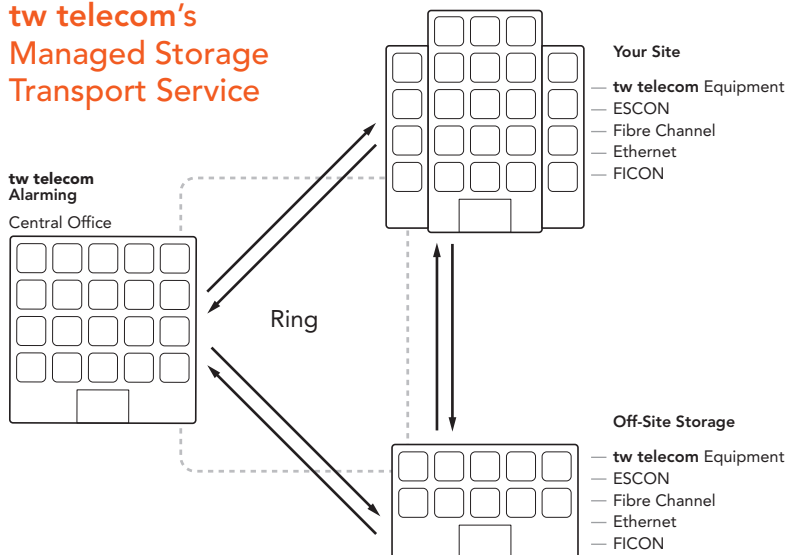 tw telecom's
Managed Storage
Transport Service
Your Site
— tw telecom Equipment
— ESCON
— Fibre Channel
— Ethernet
— FICON
tw telecom
Alarming
Central Office
Ring
Off-Site Storage
— tw telecom Equipment
— ESCON
— Fibre Channel
— Ethernet
— FICON